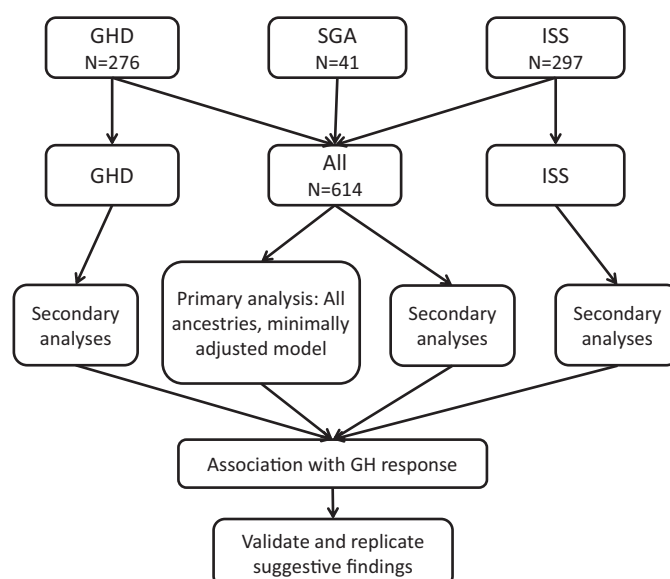 GHD
N=276
SGA
N=41
ISS
N=297
GHD
All
N=614
ISS
Secondary
analyses
Primary analysis: All
ancestries, minimally
adjusted model
Secondary
analyses
Secondary
analyses
Association with GH response
Validate and replicate
suggestive findings